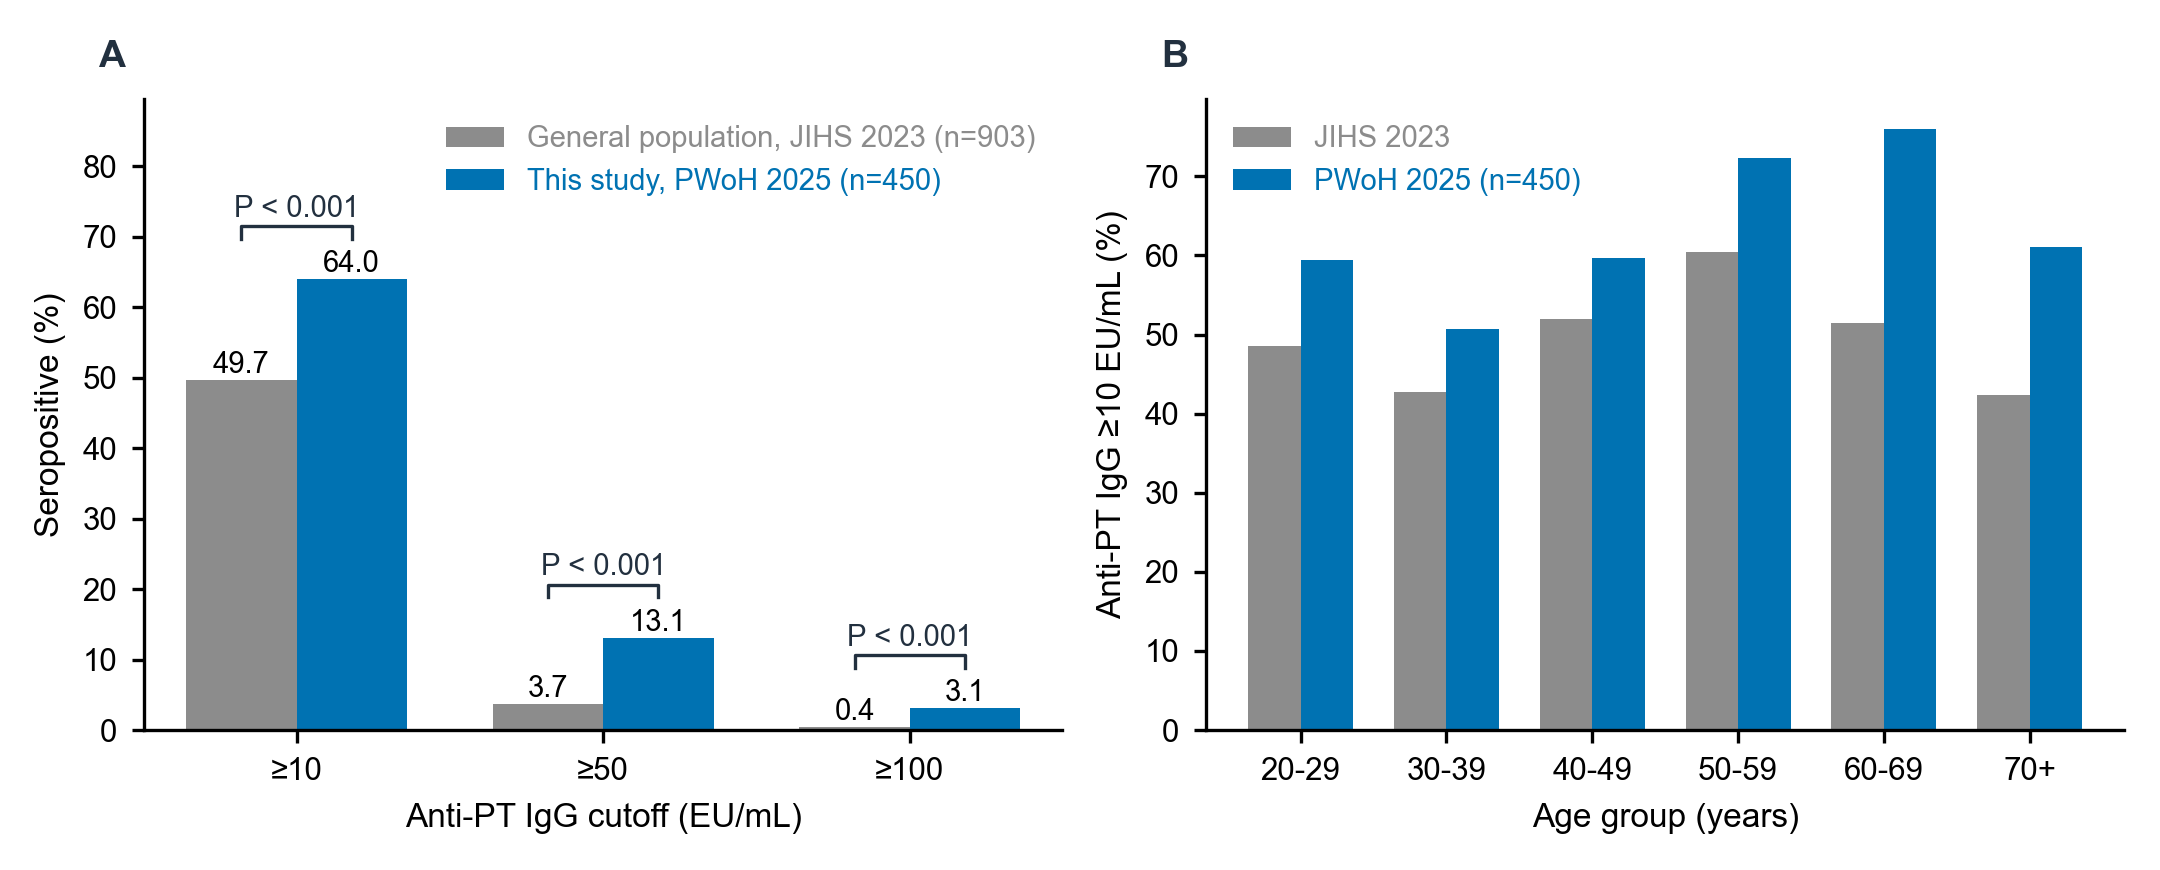 A
General population, JIHS 2023 (n=903)
This study, PWoH 2025 (n=450)
Seropositive (%)
80
70
60
50
40
30
20
10
0
P < 0.001
49.7
64.0
P < 0.001
3.7
13.1
P < 0.001
0.4
3.1
≥10
≥50
≥100
Anti-PT IgG cutoff (EU/mL)
B
JIHS 2023
PWoH 2025 (n=450)
Anti-PT IgG ≥10 EU/mL (%)
70
60
50
40
30
20
10
0
20-29
30-39
40-49
50-59
60-69
70+
Age group (years)